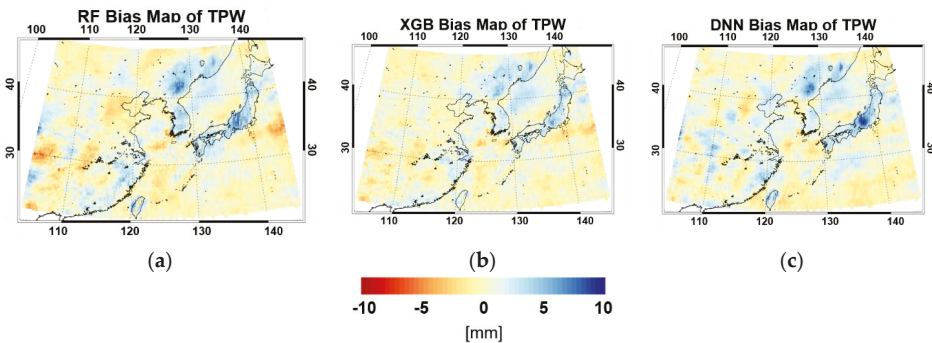 RF Bias Map of TPW
100 110 120 130 140
40 40
30 30
110 120 130 140
(a)
XGB Bias Map of TPW
100 110 120 130 140
40 40
30 30
110 120 130 140
(b)
DNN Bias Map of TPW
100 110 120 130 140
40 40
30 30
110 120 130 140
(c)
-10 -5 0 5 10
[mm]